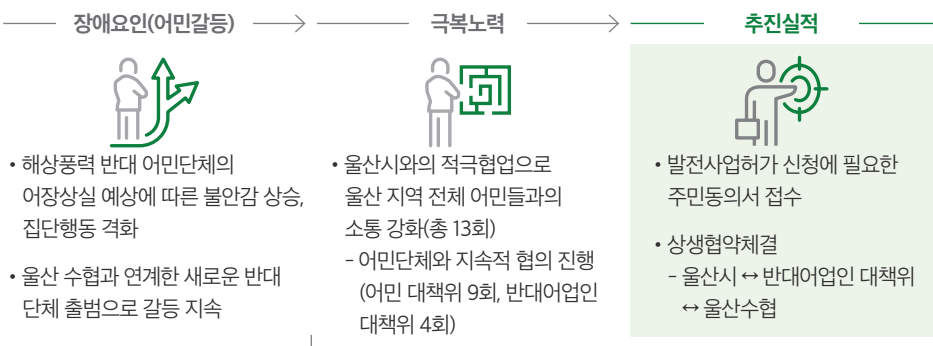 장애요인(어민갈등)
• 해상풍력 반대 어민단체의
어장상실 예상에 따른 불안감 상승,
집단행동 격화
• 울산 수협과 연계한 새로운 반대
단체 출범으로 갈등 지속
극복노력
• 울산시와의 적극협업으로
울산 지역 전체 어민들과의
소통 강화(총 13회)
- 어민단체와 지속적 협의 진행
(어민 대책위 9회, 반대어업인
대책위 4회)
추진실적
• 발전사업허가 신청에 필요한
주민동의서 접수
• 상생협약체결
- 울산시 ↔ 반대어업인 대책위
↔ 울산수협